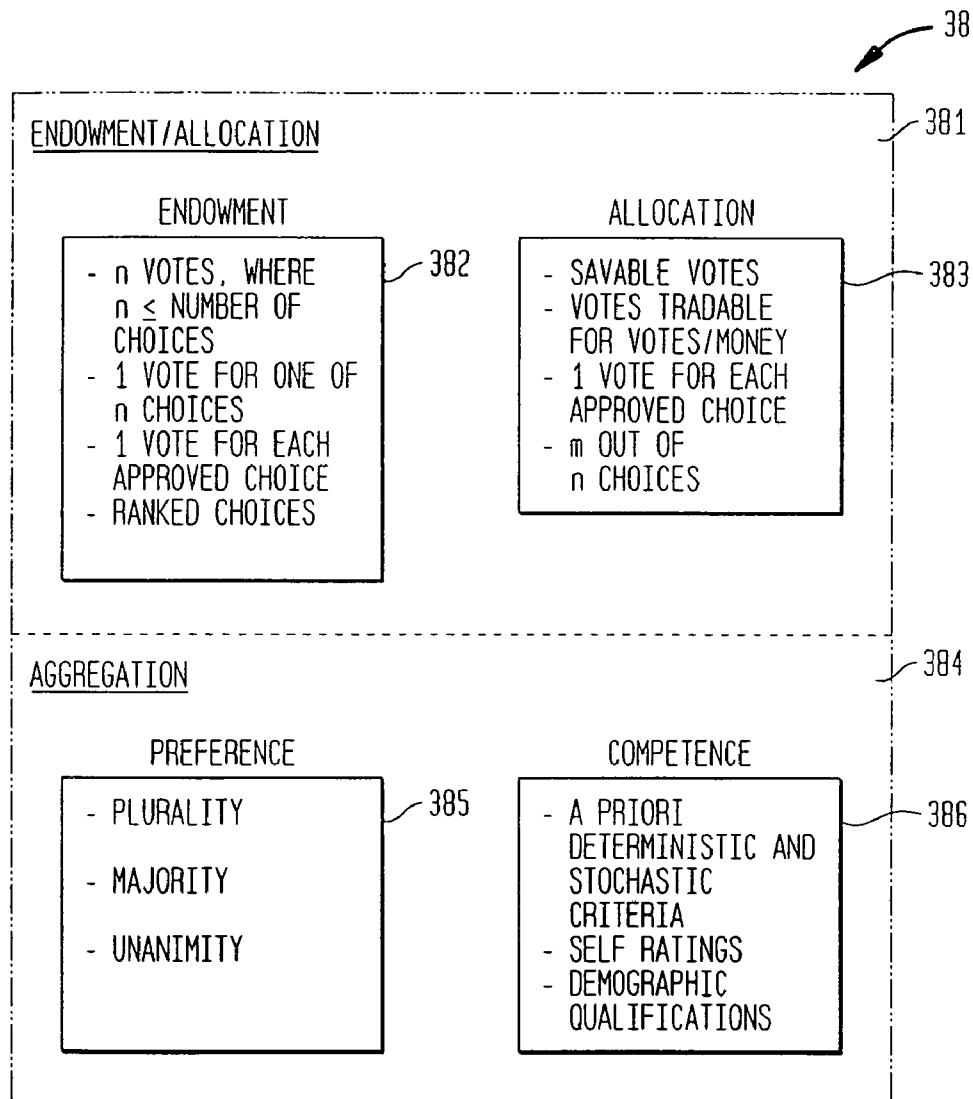 38
ENDOWMENT/ALLOCATION
381
ENDOWMENT
- n VOTES, WHERE
n ≤ NUMBER OF
CHOICES
- 1 VOTE FOR ONE OF
n CHOICES
- 1 VOTE FOR EACH
APPROVED CHOICE
- RANKED CHOICES
382
ALLOCATION
- SAVABLE VOTES
- VOTES TRADABLE
FOR VOTES/MONEY
- 1 VOTE FOR EACH
APPROVED CHOICE
- m OUT OF
n CHOICES
383
AGGREGATION
384
PREFERENCE
- PLURALITY
- MAJORITY
- UNANIMITY
385
COMPETENCE
- A PRIORI
DETERMINISTIC AND
STOCHASTIC
CRITERIA
- SELF RATINGS
- DEMOGRAPHIC
QUALIFICATIONS
386